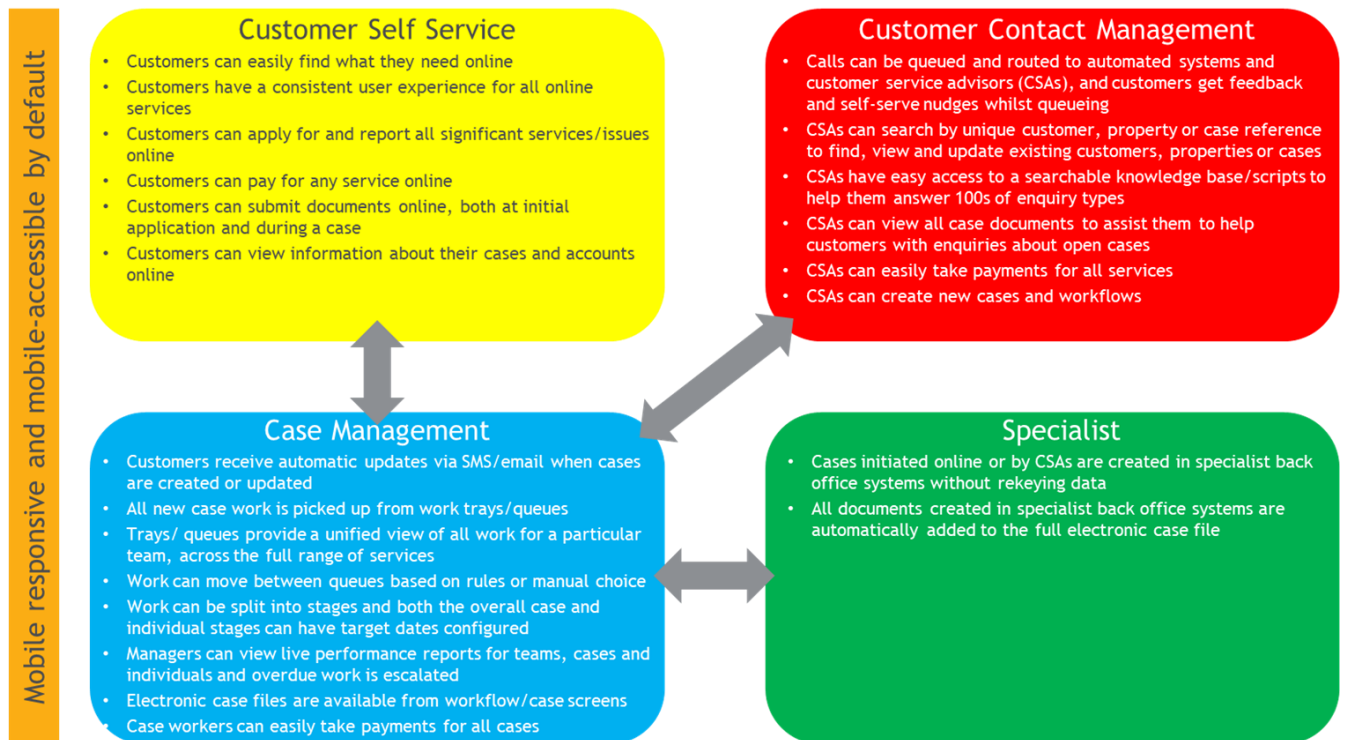 Mobile responsive and mobile-accessible by default
Customer Self Service
• Customers can easily find what they need online
• Customers have a consistent user experience for all online
services
• Customers can apply for and report all significant services/issues
online
• Customers can pay for any service online
• Customers can submit documents online, both at initial
application and during a case
• Customers can view information about their cases and accounts
online
Customer Contact Management
• Calls can be queued and routed to automated systems and
customer service advisors (CSAs), and customers get feedback
and self-serve nudges whilst queueing
• CSAs can search by unique customer, property or case reference
to find, view and update existing customers, properties or cases
• CSAs have easy access to a searchable knowledge base/scripts to
help them answer 100s of enquiry types
• CSAs can view all case documents to assist them to help
customers with enquiries about open cases
• CSAs can easily take payments for all services
• CSAs can create new cases and workflows
Case Management
• Customers receive automatic updates via SMS/email when cases
are created or updated
• All new case work is picked up from work trays/queues
• Trays/ queues provide a unified view of all work for a particular
team, across the full range of services
• Work can move between queues based on rules or manual choice
• Work can be split into stages and both the overall case and
individual stages can have target dates configured
• Managers can view live performance reports for teams, cases and
individuals and overdue work is escalated
• Electronic case files are available from workflow/case screens
• Case workers can easily take payments for all cases
Specialist
• Cases initiated online or by CSAs are created in specialist back
office systems without rekeying data
• All documents created in specialist back office systems are
automatically added to the full electronic case file